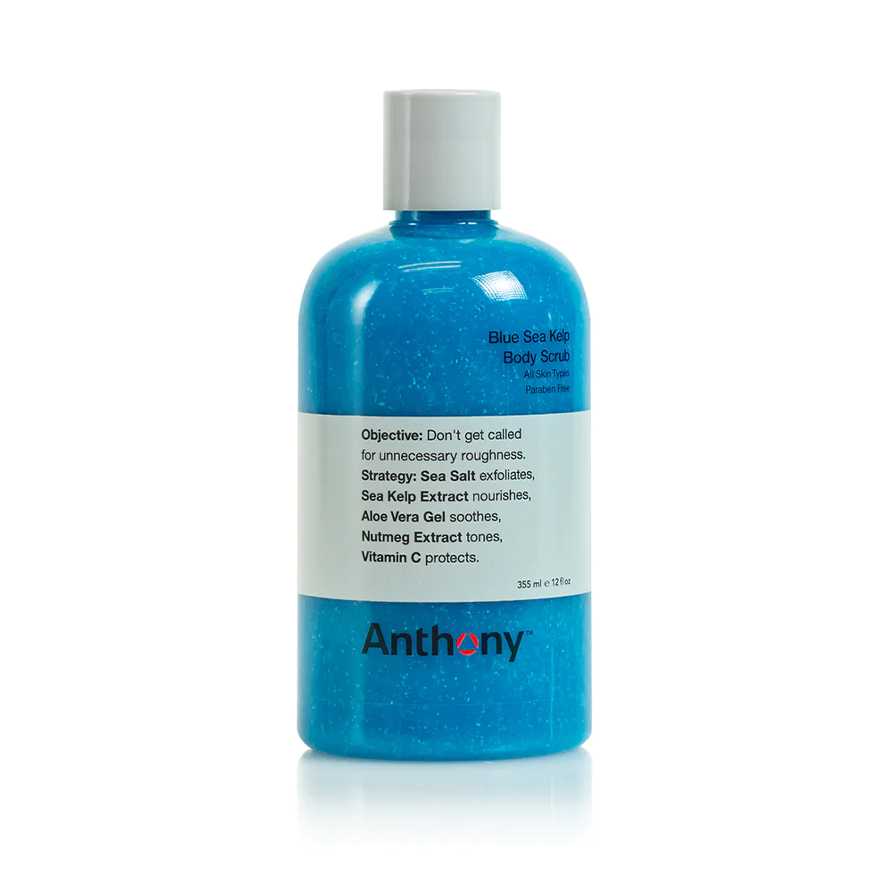 Blue Sea Kelp
Body Scrub
All Skin Types
Paraben Free
Objective: Don't get called
for unnecessary roughness.
Strategy: Sea Salt exfoliates,
Sea Kelp Extract nourishes,
Aloe Vera Gel soothes,
Nutmeg Extract tones,
Vitamin C protects.
355 ml ℮ 12 fl oz
Anthony™